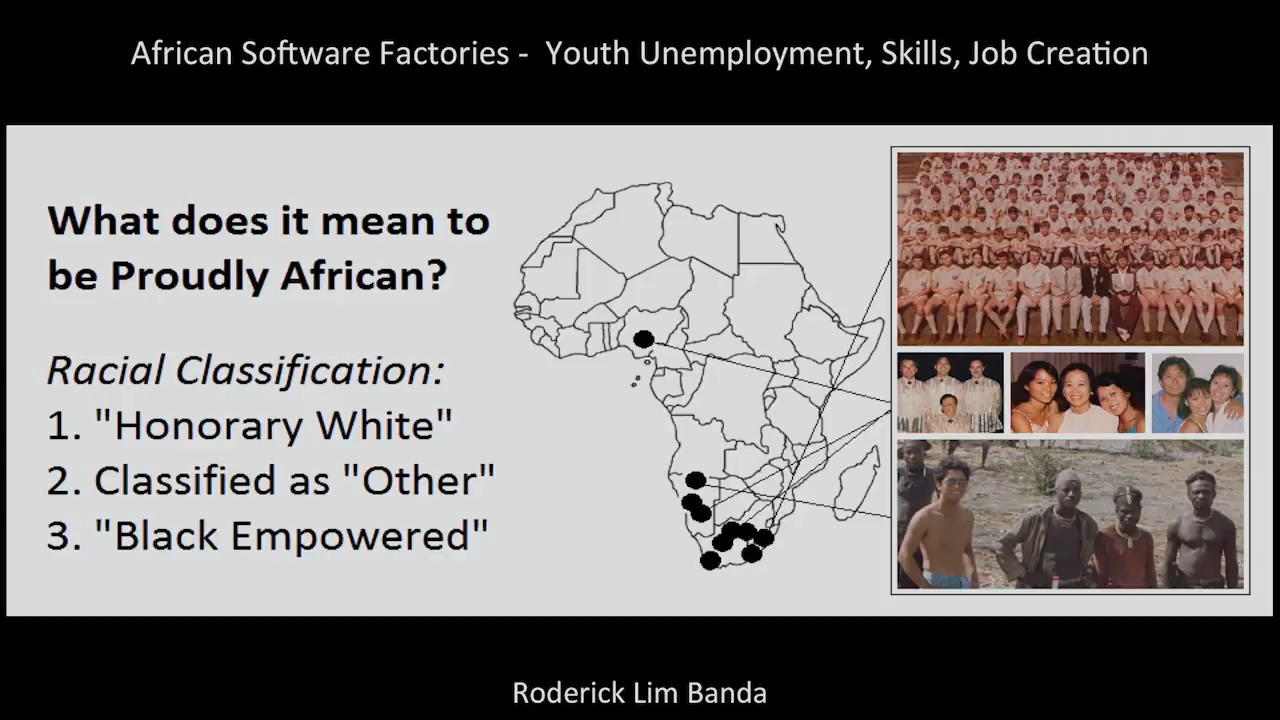 African Software Factories - Youth Unemployment, Skills, Job Creation
What does it mean to
be Proudly African?
Racial Classification:
1. "Honorary White"
2. Classified as "Other"
3. "Black Empowered"
Roderick Lim Banda